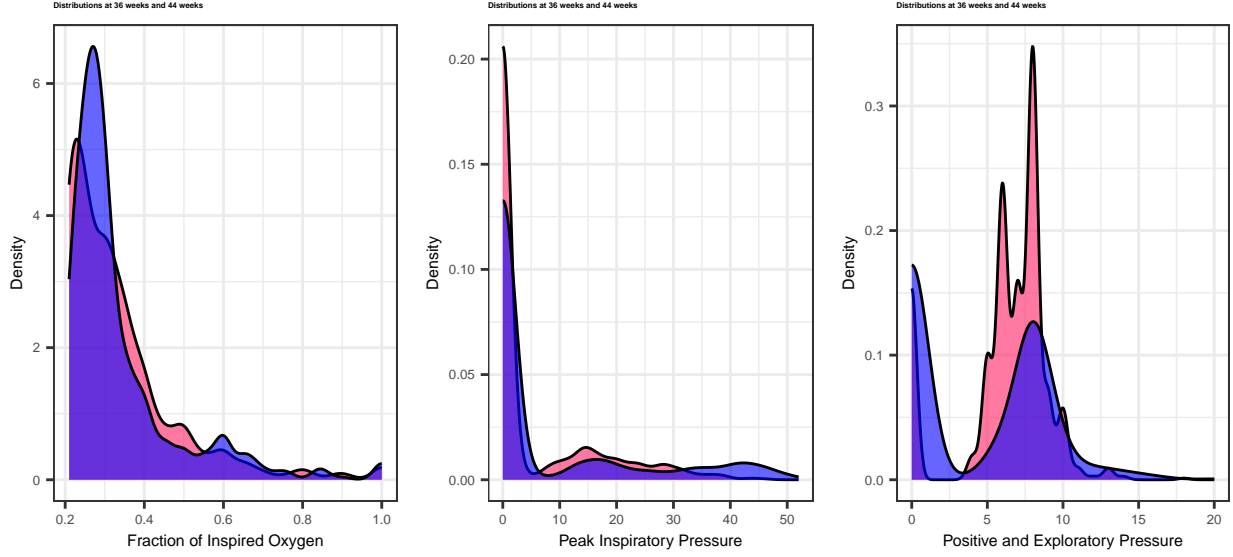 Distributions at 36 weeks and 44 weeks
Density
6
4
2
0
0.2 0.4 0.6 0.8 1.0
Fraction of Inspired Oxygen
Distributions at 36 weeks and 44 weeks
Density
0.20
0.15
0.10
0.05
0.00
0 10 20 30 40 50
Peak Inspiratory Pressure
Distributions at 36 weeks and 44 weeks
Density
0.3
0.2
0.1
0.0
0 5 10 15 20
Positive and Exploratory Pressure